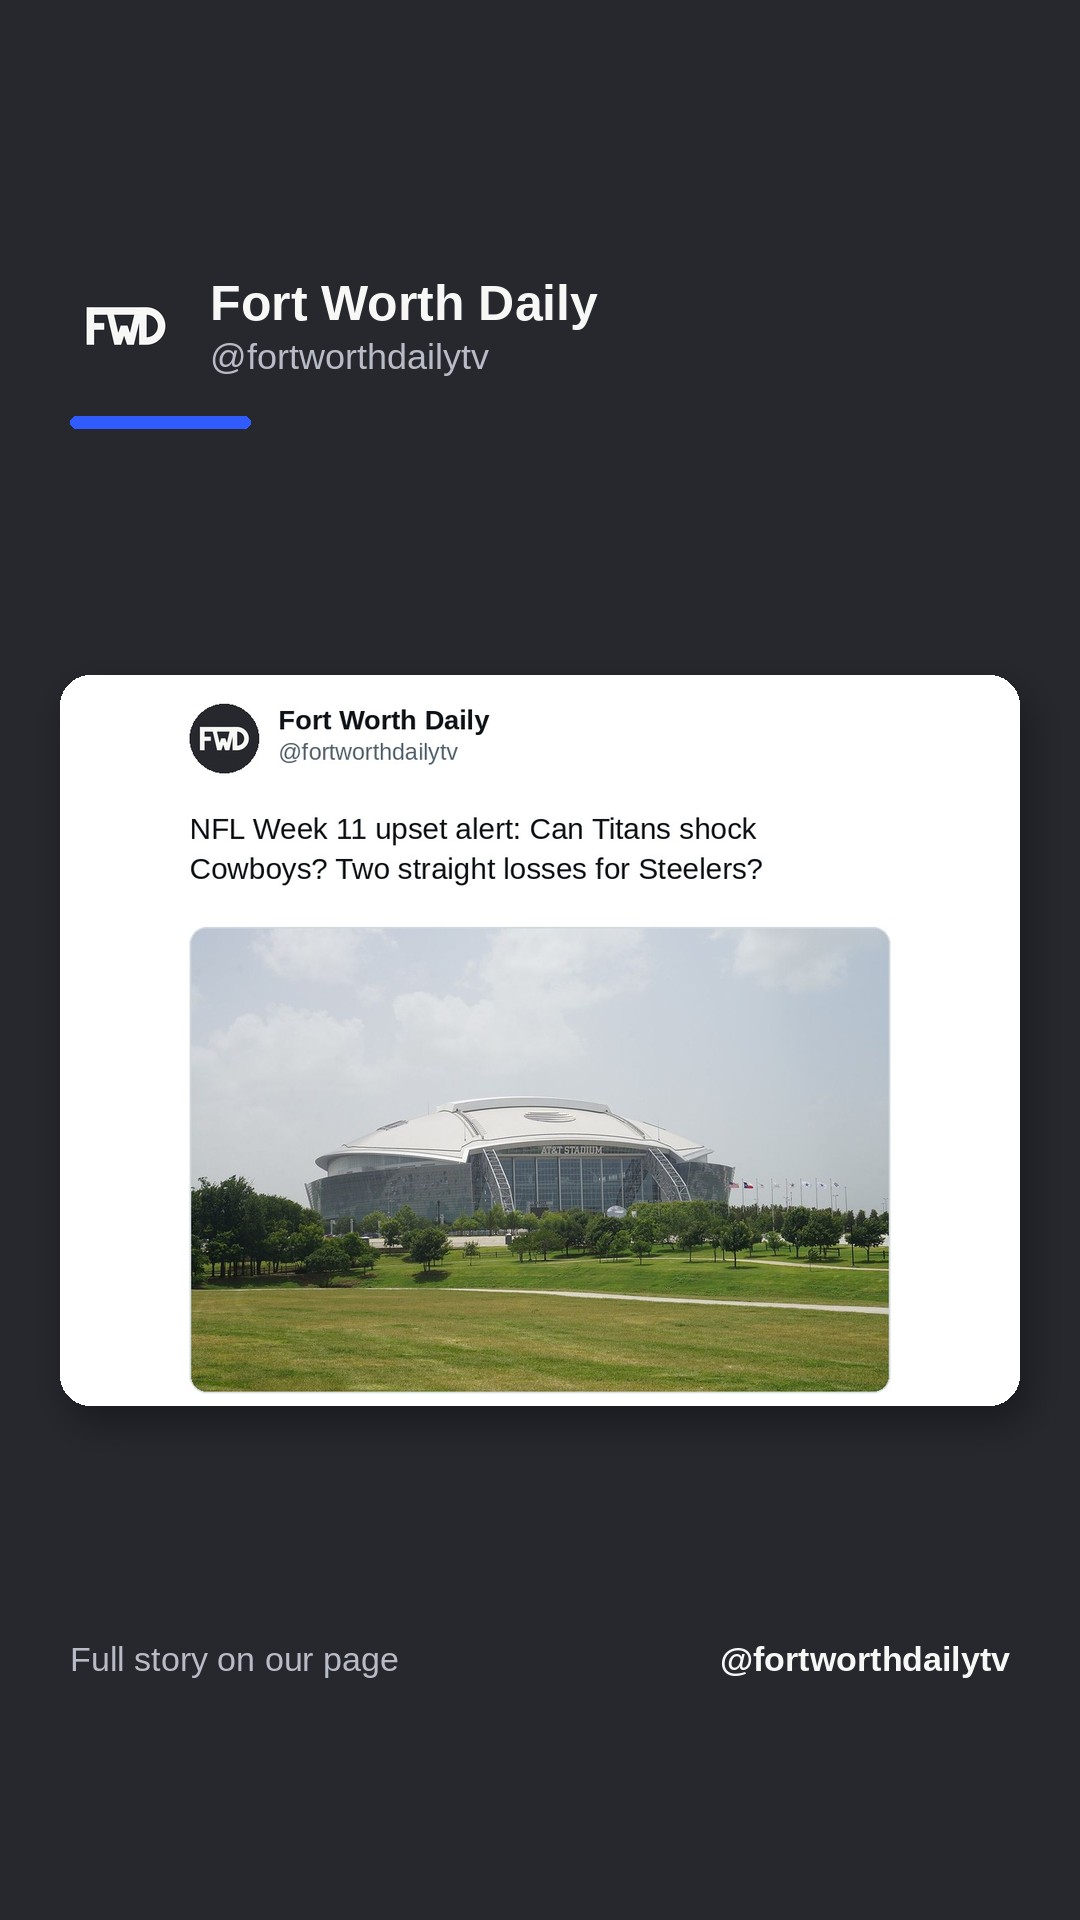 FWD
Fort Worth Daily
@fortworthdailytv
FWD
Fort Worth Daily
@fortworthdailytv
NFL Week 11 upset alert: Can Titans shock
Cowboys? Two straight losses for Steelers?
AT&T STADIUM
Full story on our page
@fortworthdailytv